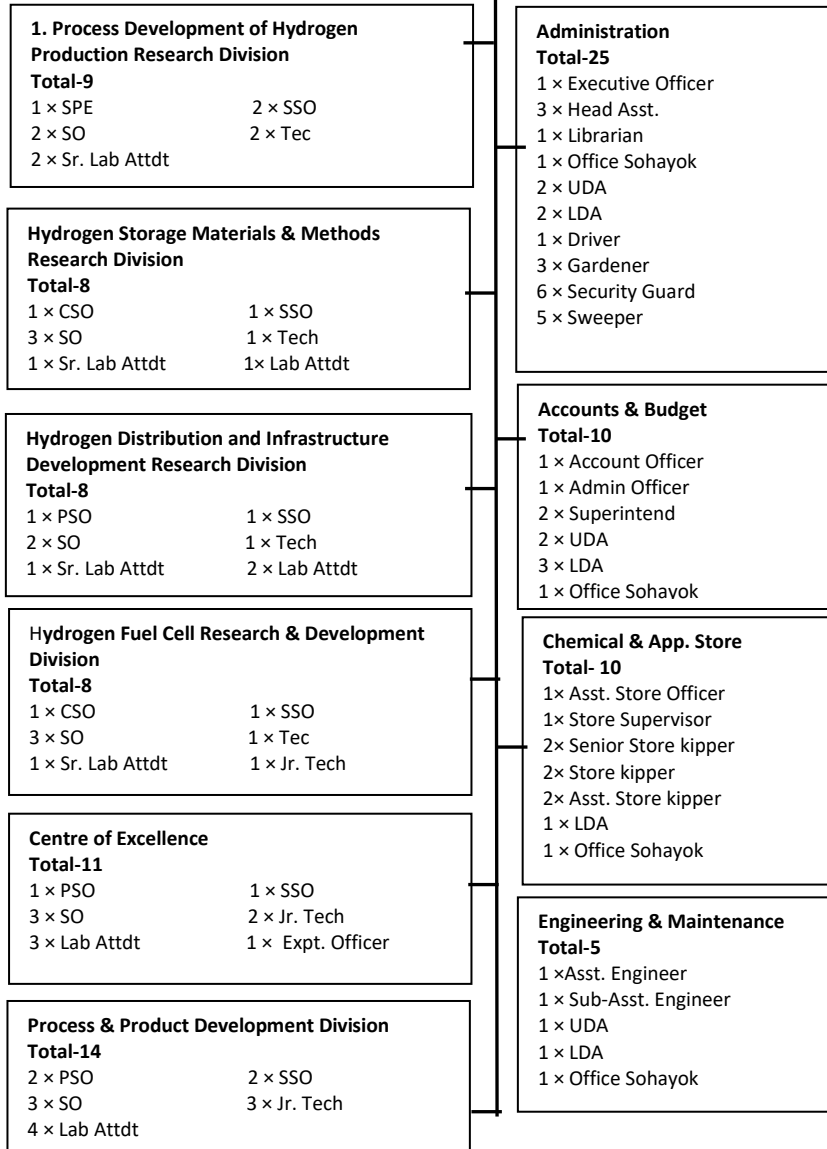 1. Process Development of Hydrogen
Production Research Division
Total-9
1 × SPE 2 × SSO
2 × SO 2 × Tec
2 × Sr. Lab Attdt
Hydrogen Storage Materials & Methods
Research Division
Total-8
1 × CSO 1 × SSO
3 × SO 1 × Tech
1 × Sr. Lab Attdt 1× Lab Attdt
Hydrogen Distribution and Infrastructure
Development Research Division
Total-8
1 × PSO 1 × SSO
2 × SO 1 × Tech
1 × Sr. Lab Attdt 2 × Lab Attdt
Hydrogen Fuel Cell Research & Development
Division
Total-8
1 × CSO 1 × SSO
3 × SO 1 × Tec
1 × Sr. Lab Attdt 1 × Jr. Tech
Centre of Excellence
Total-11
1 × PSO 1 × SSO
3 × SO 2 × Jr. Tech
3 × Lab Attdt 1 × Expt. Officer
Process & Product Development Division
Total-14
2 × PSO 2 × SSO
3 × SO 3 × Jr. Tech
4 × Lab Attdt
Administration
Total-25
1 × Executive Officer
3 × Head Asst.
1 × Librarian
1 × Office Sohayok
2 × UDA
2 × LDA
1 × Driver
3 × Gardener
6 × Security Guard
5 × Sweeper
Accounts & Budget
Total-10
1 × Account Officer
1 × Admin Officer
2 × Superintend
2 × UDA
3 × LDA
1 × Office Sohayok
Chemical & App. Store
Total- 10
1× Asst. Store Officer
1× Store Supervisor
2× Senior Store kipper
2× Store kipper
2× Asst. Store kipper
1 × LDA
1 × Office Sohayok
Engineering & Maintenance
Total-5
1 ×Asst. Engineer
1 × Sub-Asst. Engineer
1 × UDA
1 × LDA
1 × Office Sohayok